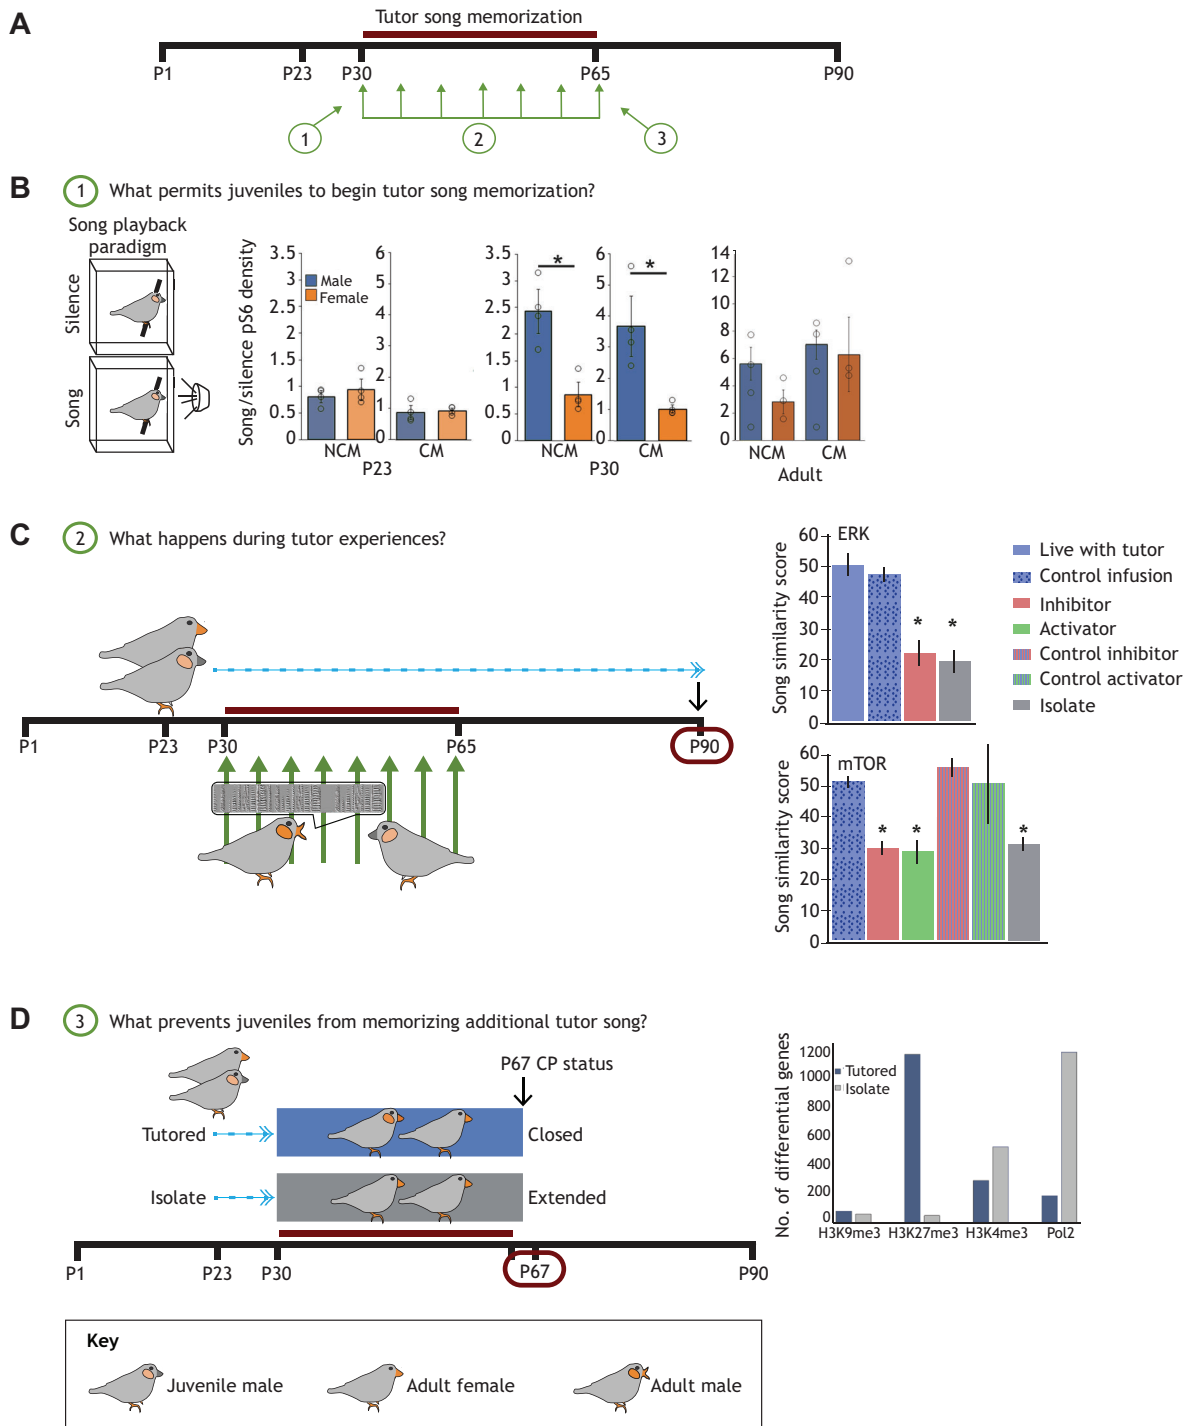 A
Tutor song memorization
P1 P23 P30 P65 P90
1 2 3
B
1 What permits juveniles to begin tutor song memorization?
Song playback
paradigm
Silence
Song
Song/silence pS6 density
3.5
3
2.5
2
1.5
1
0.5
0
6
5
4
3
2
1
0
Male
Female
NCM CM
P23
3.5
3
2.5
2
1.5
1
0.5
0
*
6
5
4
3
2
1
0
*
NCM CM
P30
14
12
10
8
6
4
2
0
NCM CM
Adult
C
2 What happens during tutor experiences?
P1 P23 P30 P65 P90
ERK
Song similarity score
60
50
40
30
20
10
0
* *
Live with tutor
Control infusion
Inhibitor
Activator
Control inhibitor
Control activator
Isolate
mTOR
Song similarity score
60
50
40
30
20
10
0
* * *
D
3 What prevents juveniles from memorizing additional tutor song?
P67 CP status
Tutored Closed
Isolate Extended
P1 P23 P30 P67 P90
No. of differential genes
1200
1000
800
600
400
200
0
Tutored
Isolate
H3K9me3 H3K27me3 H3K4me3 Pol2
Key
Juvenile male Adult female Adult male